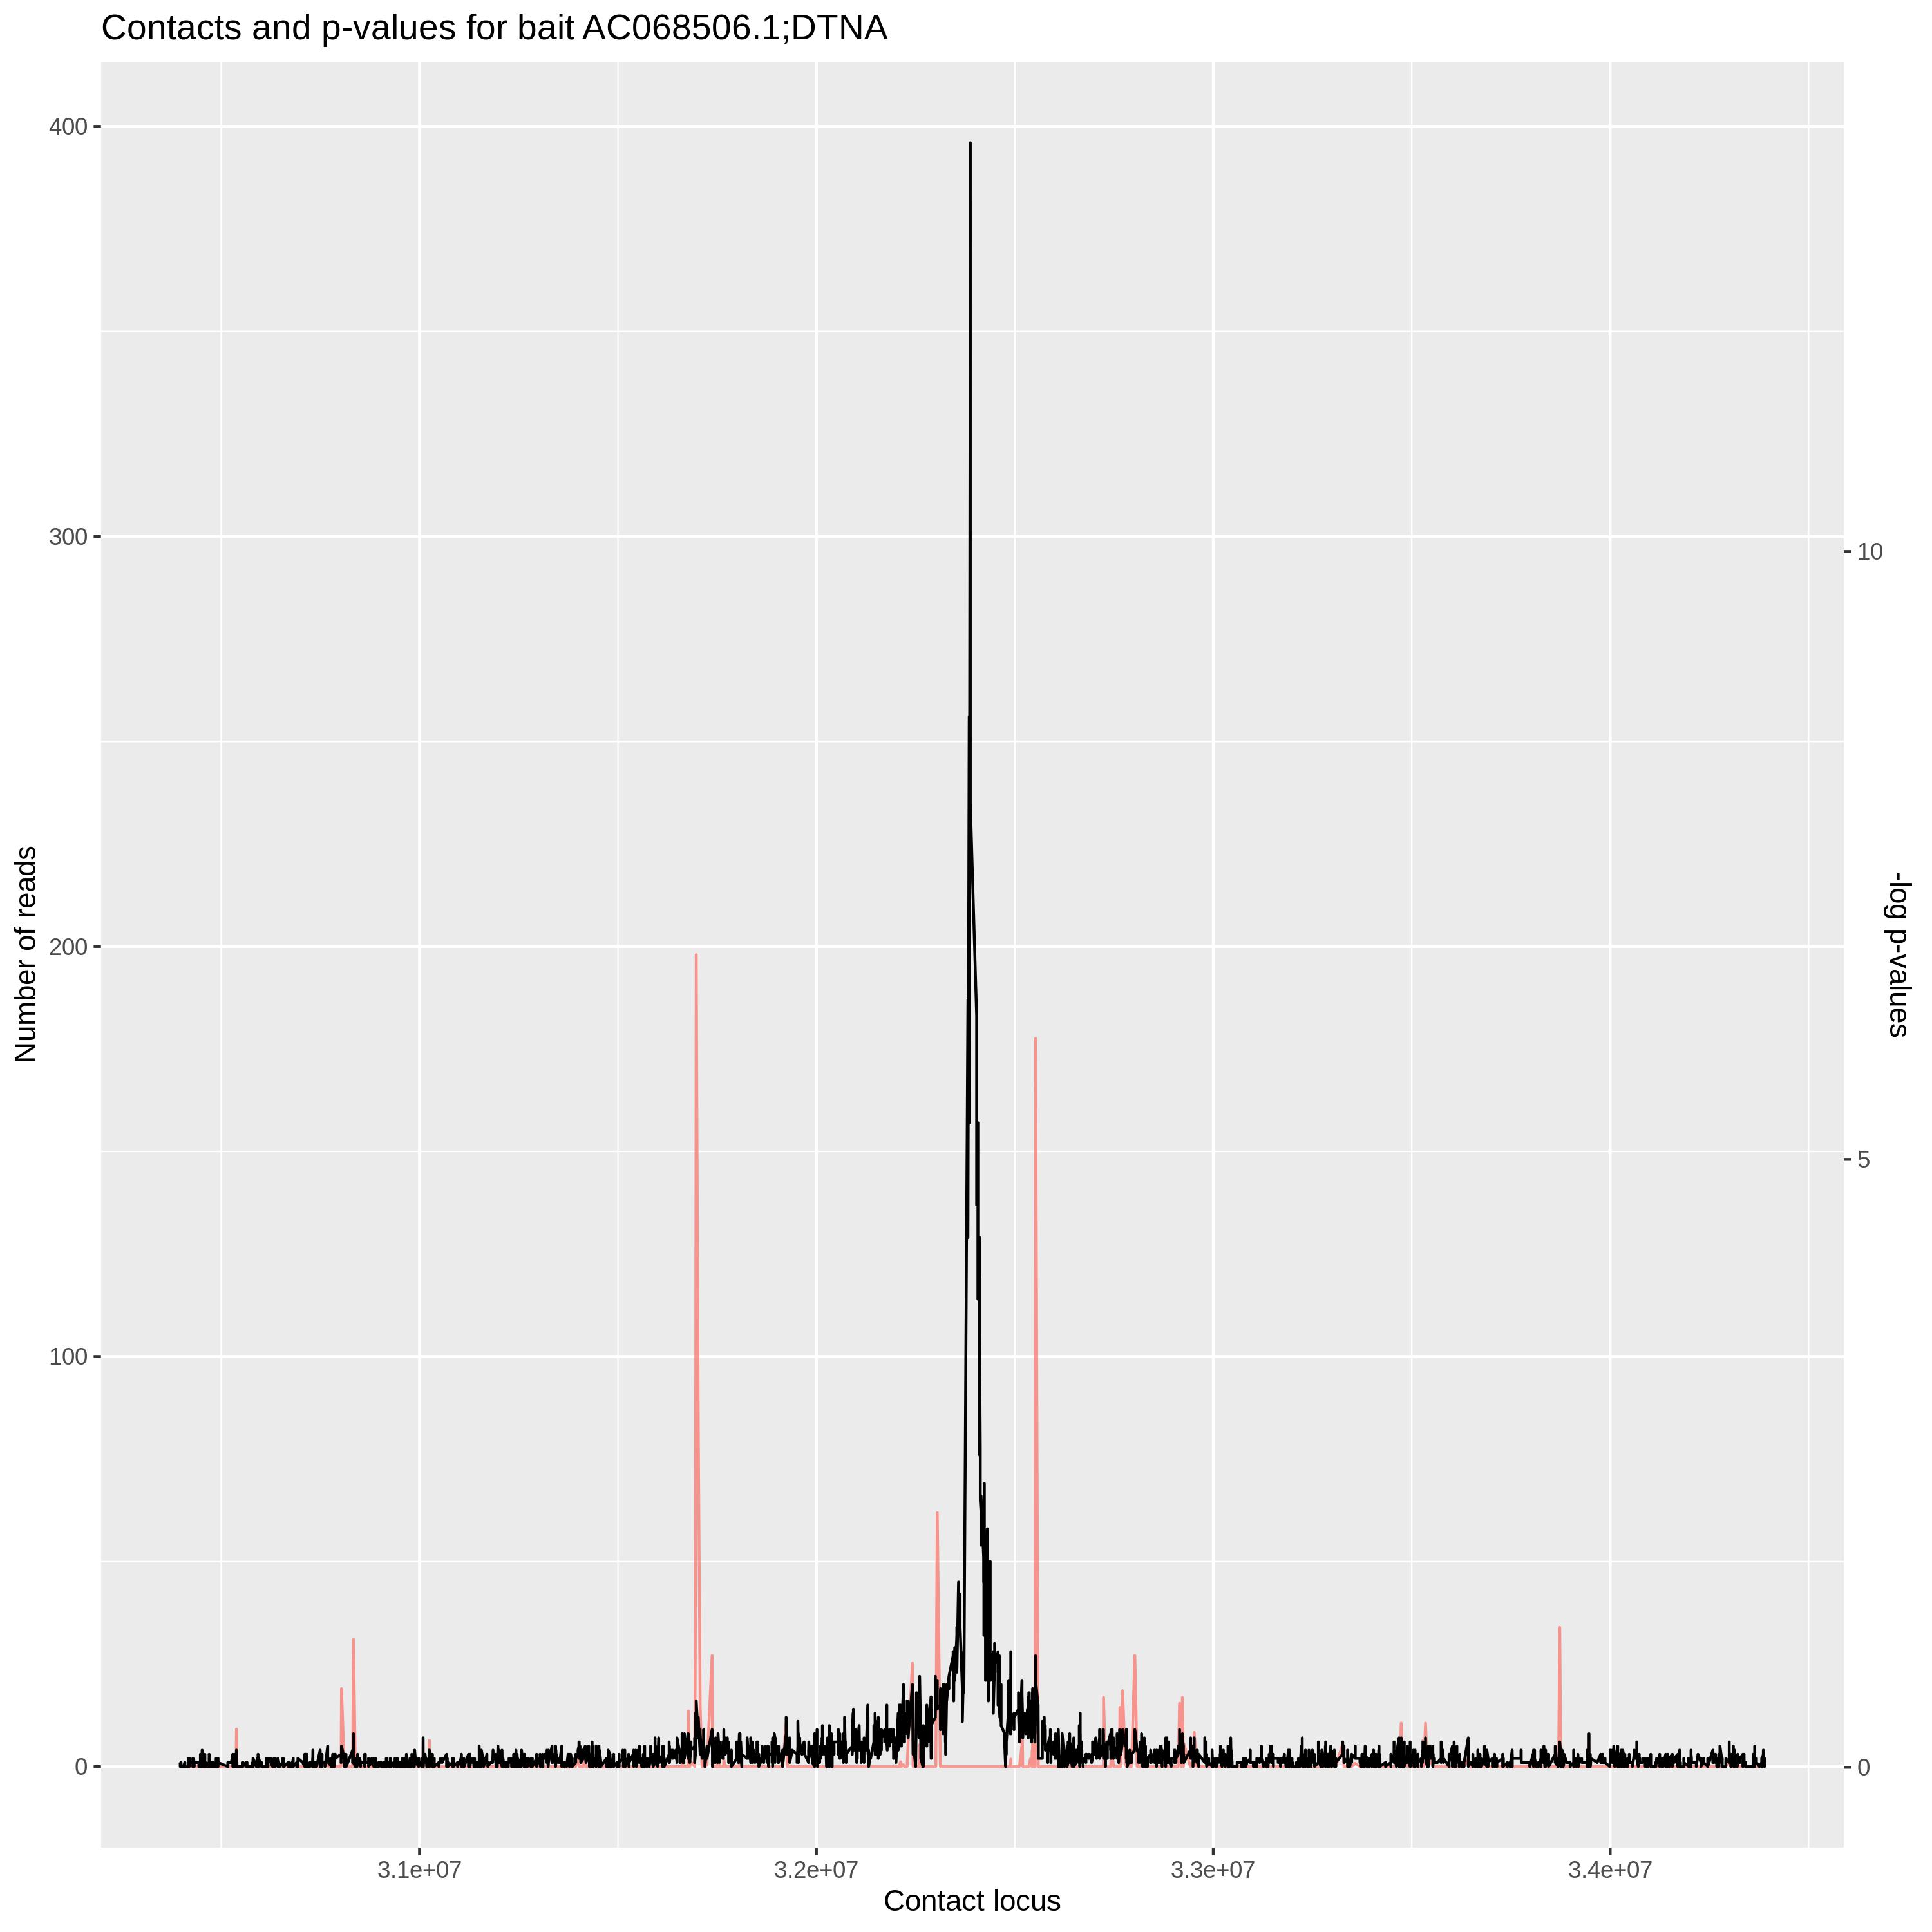 Contacts and p-values for bait AC068506.1;DTNA
400
300
200
100
0
Number of reads
10
5
0
-log p-values
3.1e+07
3.2e+07
3.3e+07
3.4e+07
Contact locus